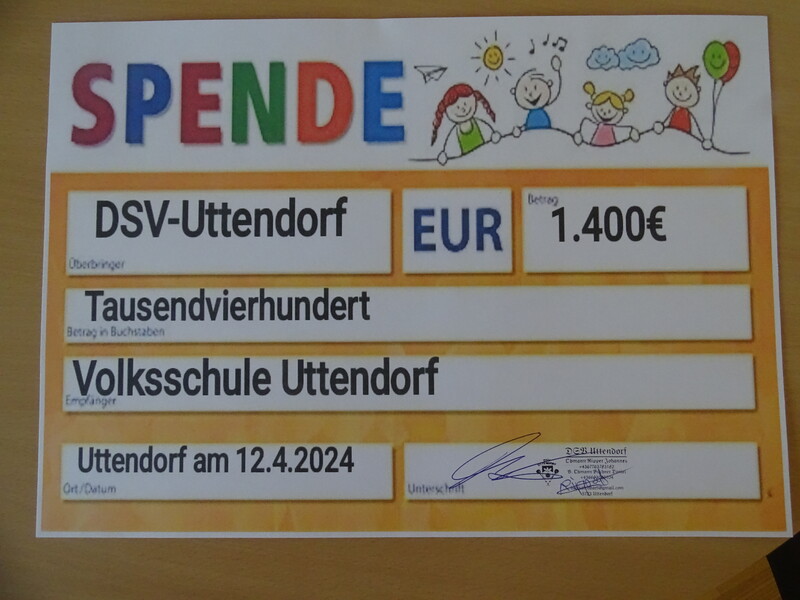 SPENDE
DSV-Uttendorf
Überbringer
EUR
Betrag
1.400€
Tausendvierhundert
Betrag in Buchstaben
Volksschule Uttendorf
Empfänger
Uttendorf am 12.4.2024
Ort/Datum
Unterschrift
Uttendorf